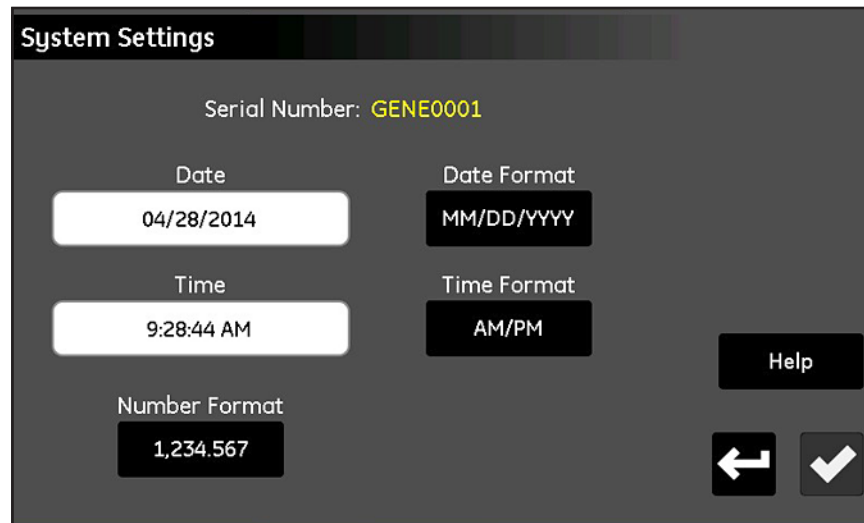 System Settings
Serial Number: GENE0001
Date
Date Format
04/28/2014
MM/DD/YYYY
Time
Time Format
9:28:44 AM
AM/PM
Help
Number Format
1,234.567